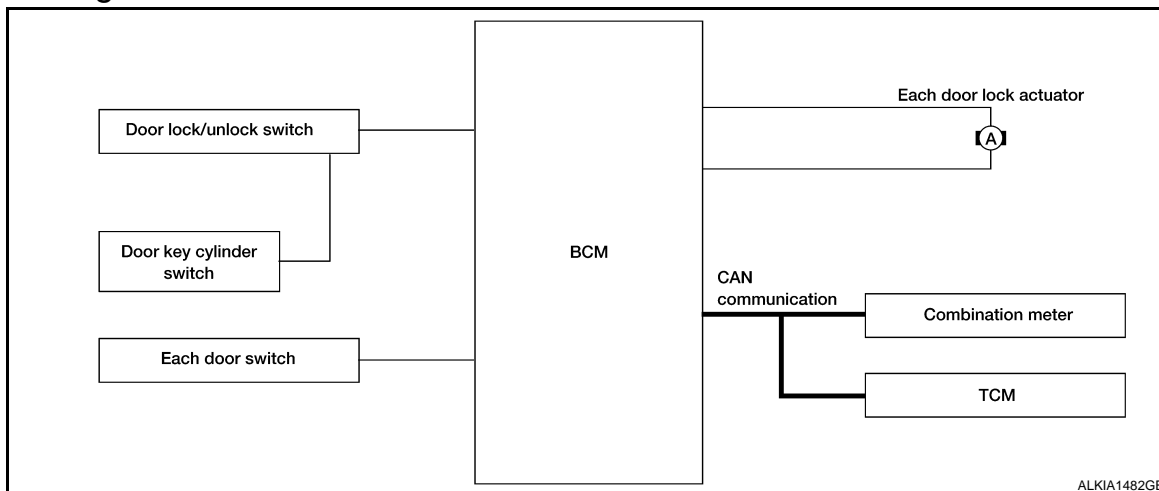 Door lock/unlock switch
Door key cylinder
switch
Each door switch
BCM
Each door lock actuator
A
CAN
communication
Combination meter
TCM